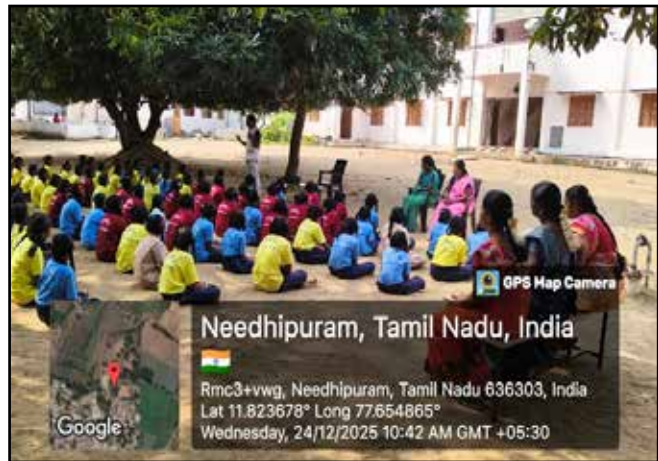 GPS Map Camera
Needhipuram, Tamil Nadu, India
Rmc3+vwg, Needhipuram, Tamil Nadu 636303, India
Lat 11.823678° Long 77.654865°
Wednesday, 24/12/2025 10:42 AM GMT +05:30
Google